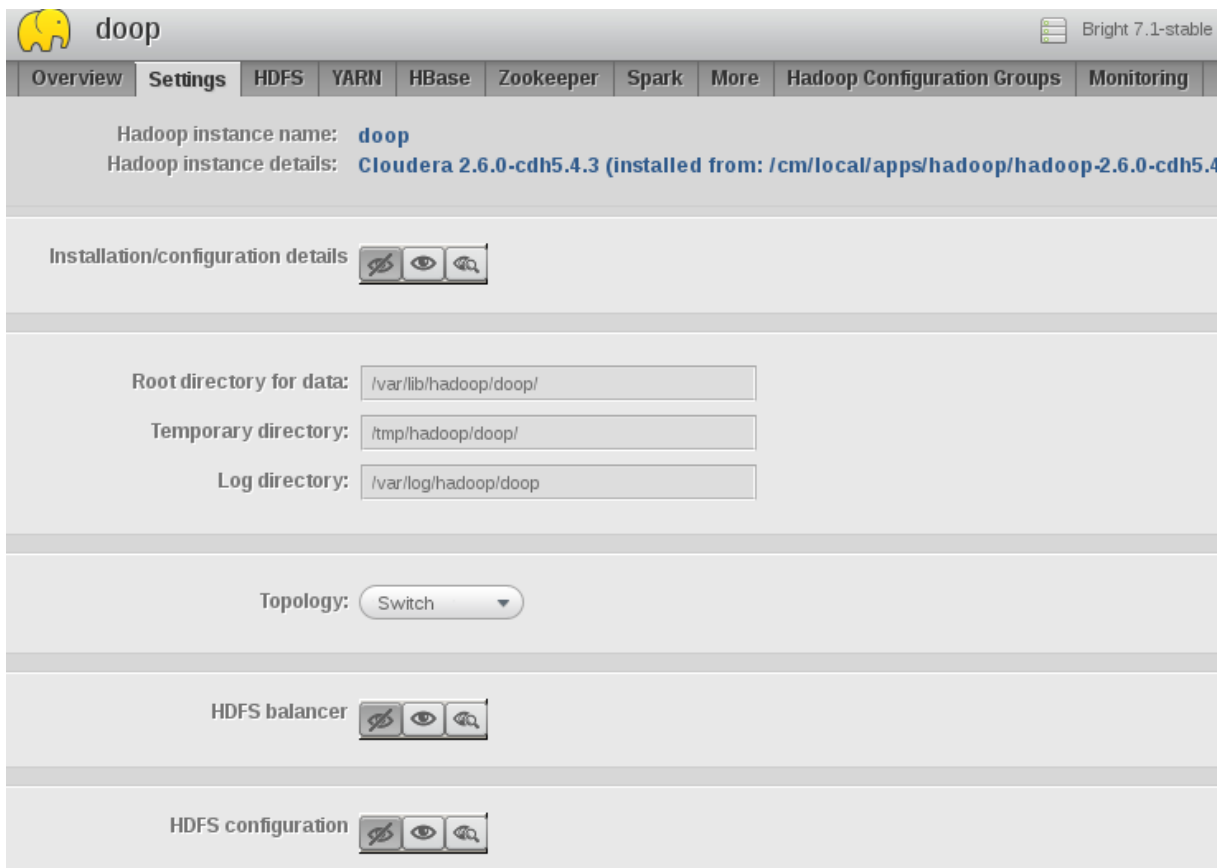 doop
Bright 7.1-stable
Overview Settings HDFS YARN HBase Zookeeper Spark More Hadoop Configuration Groups Monitoring
Hadoop instance name: doop
Hadoop instance details: Cloudera 2.6.0-cdh5.4.3 (installed from: /cm/local/apps/hadoop/hadoop-2.6.0-cdh5.4
Installation/configuration details
Root directory for data: /var/lib/hadoop/doop/
Temporary directory: /tmp/hadoop/doop/
Log directory: /var/log/hadoop/doop
Topology: Switch
HDFS balancer
HDFS configuration